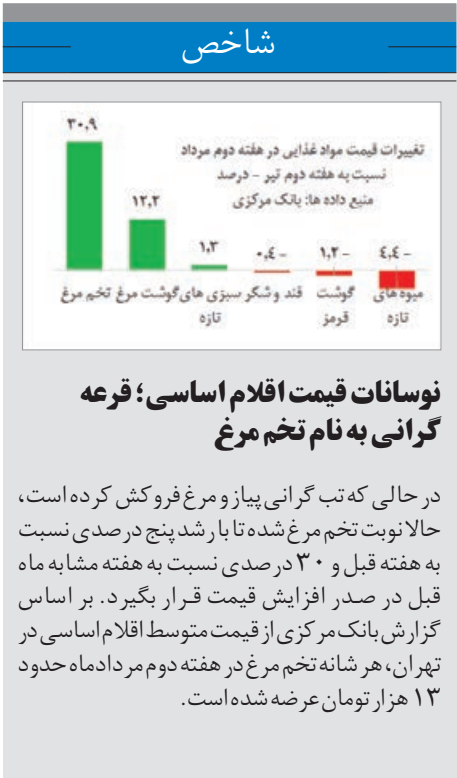 شاخص
تغییرات قیمت مواد غذایی در هفته دوم مرداد
نسبت به هفته دوم تیر - درصد
منبع داده ها: بانک مرکزی
۳۰,۹
۱۲,۲
۱,۳
۰,٤ -
۱,۲ -
٤,٤ -
تخم مرغ
گوشت مرغ
سبزی های
تازه
قند و شکر
گوشت
قرمز
میوه های
تازه
نوسانات قیمت اقلام اساسی؛ قرعه
گرانی به نام تخم مرغ
در حالی که تب گرانی پیاز و مرغ فروکش کرده است،
حالا نوبت تخم مرغ شده تا با رشد پنج درصدی نسبت
به هفته قبل و ۳۰ درصدی نسبت به هفته مشابه ماه
قبل در صدر افزایش قیمت قرار بگیرد. بر اساس
گزارش بانک مرکزی از قیمت متوسط اقلام اساسی در
تهران، هر شانه تخم مرغ در هفته دوم مردادماه حدود
۱۳ هزار تومان عرضه شده است.